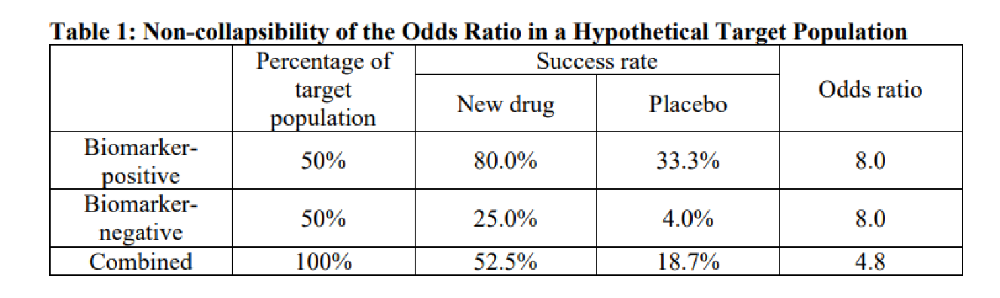 Table 1: Non-collapsibility of the Odds Ratio in a Hypothetical Target Population
Percentage of
target
population
Success rate
New drug
Placebo
Odds ratio
Biomarker-
positive
50%
80.0%
33.3%
8.0
Biomarker-
negative
50%
25.0%
4.0%
8.0
Combined
100%
52.5%
18.7%
4.8